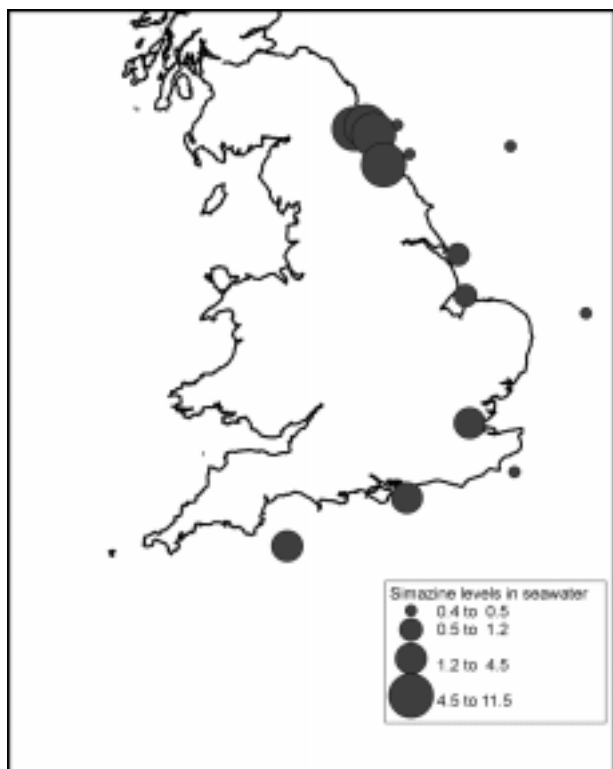 Simazine levels in seawater
0.4 to 0.5
0.5 to 1.2
1.2 to 4.5
4.5 to 11.5